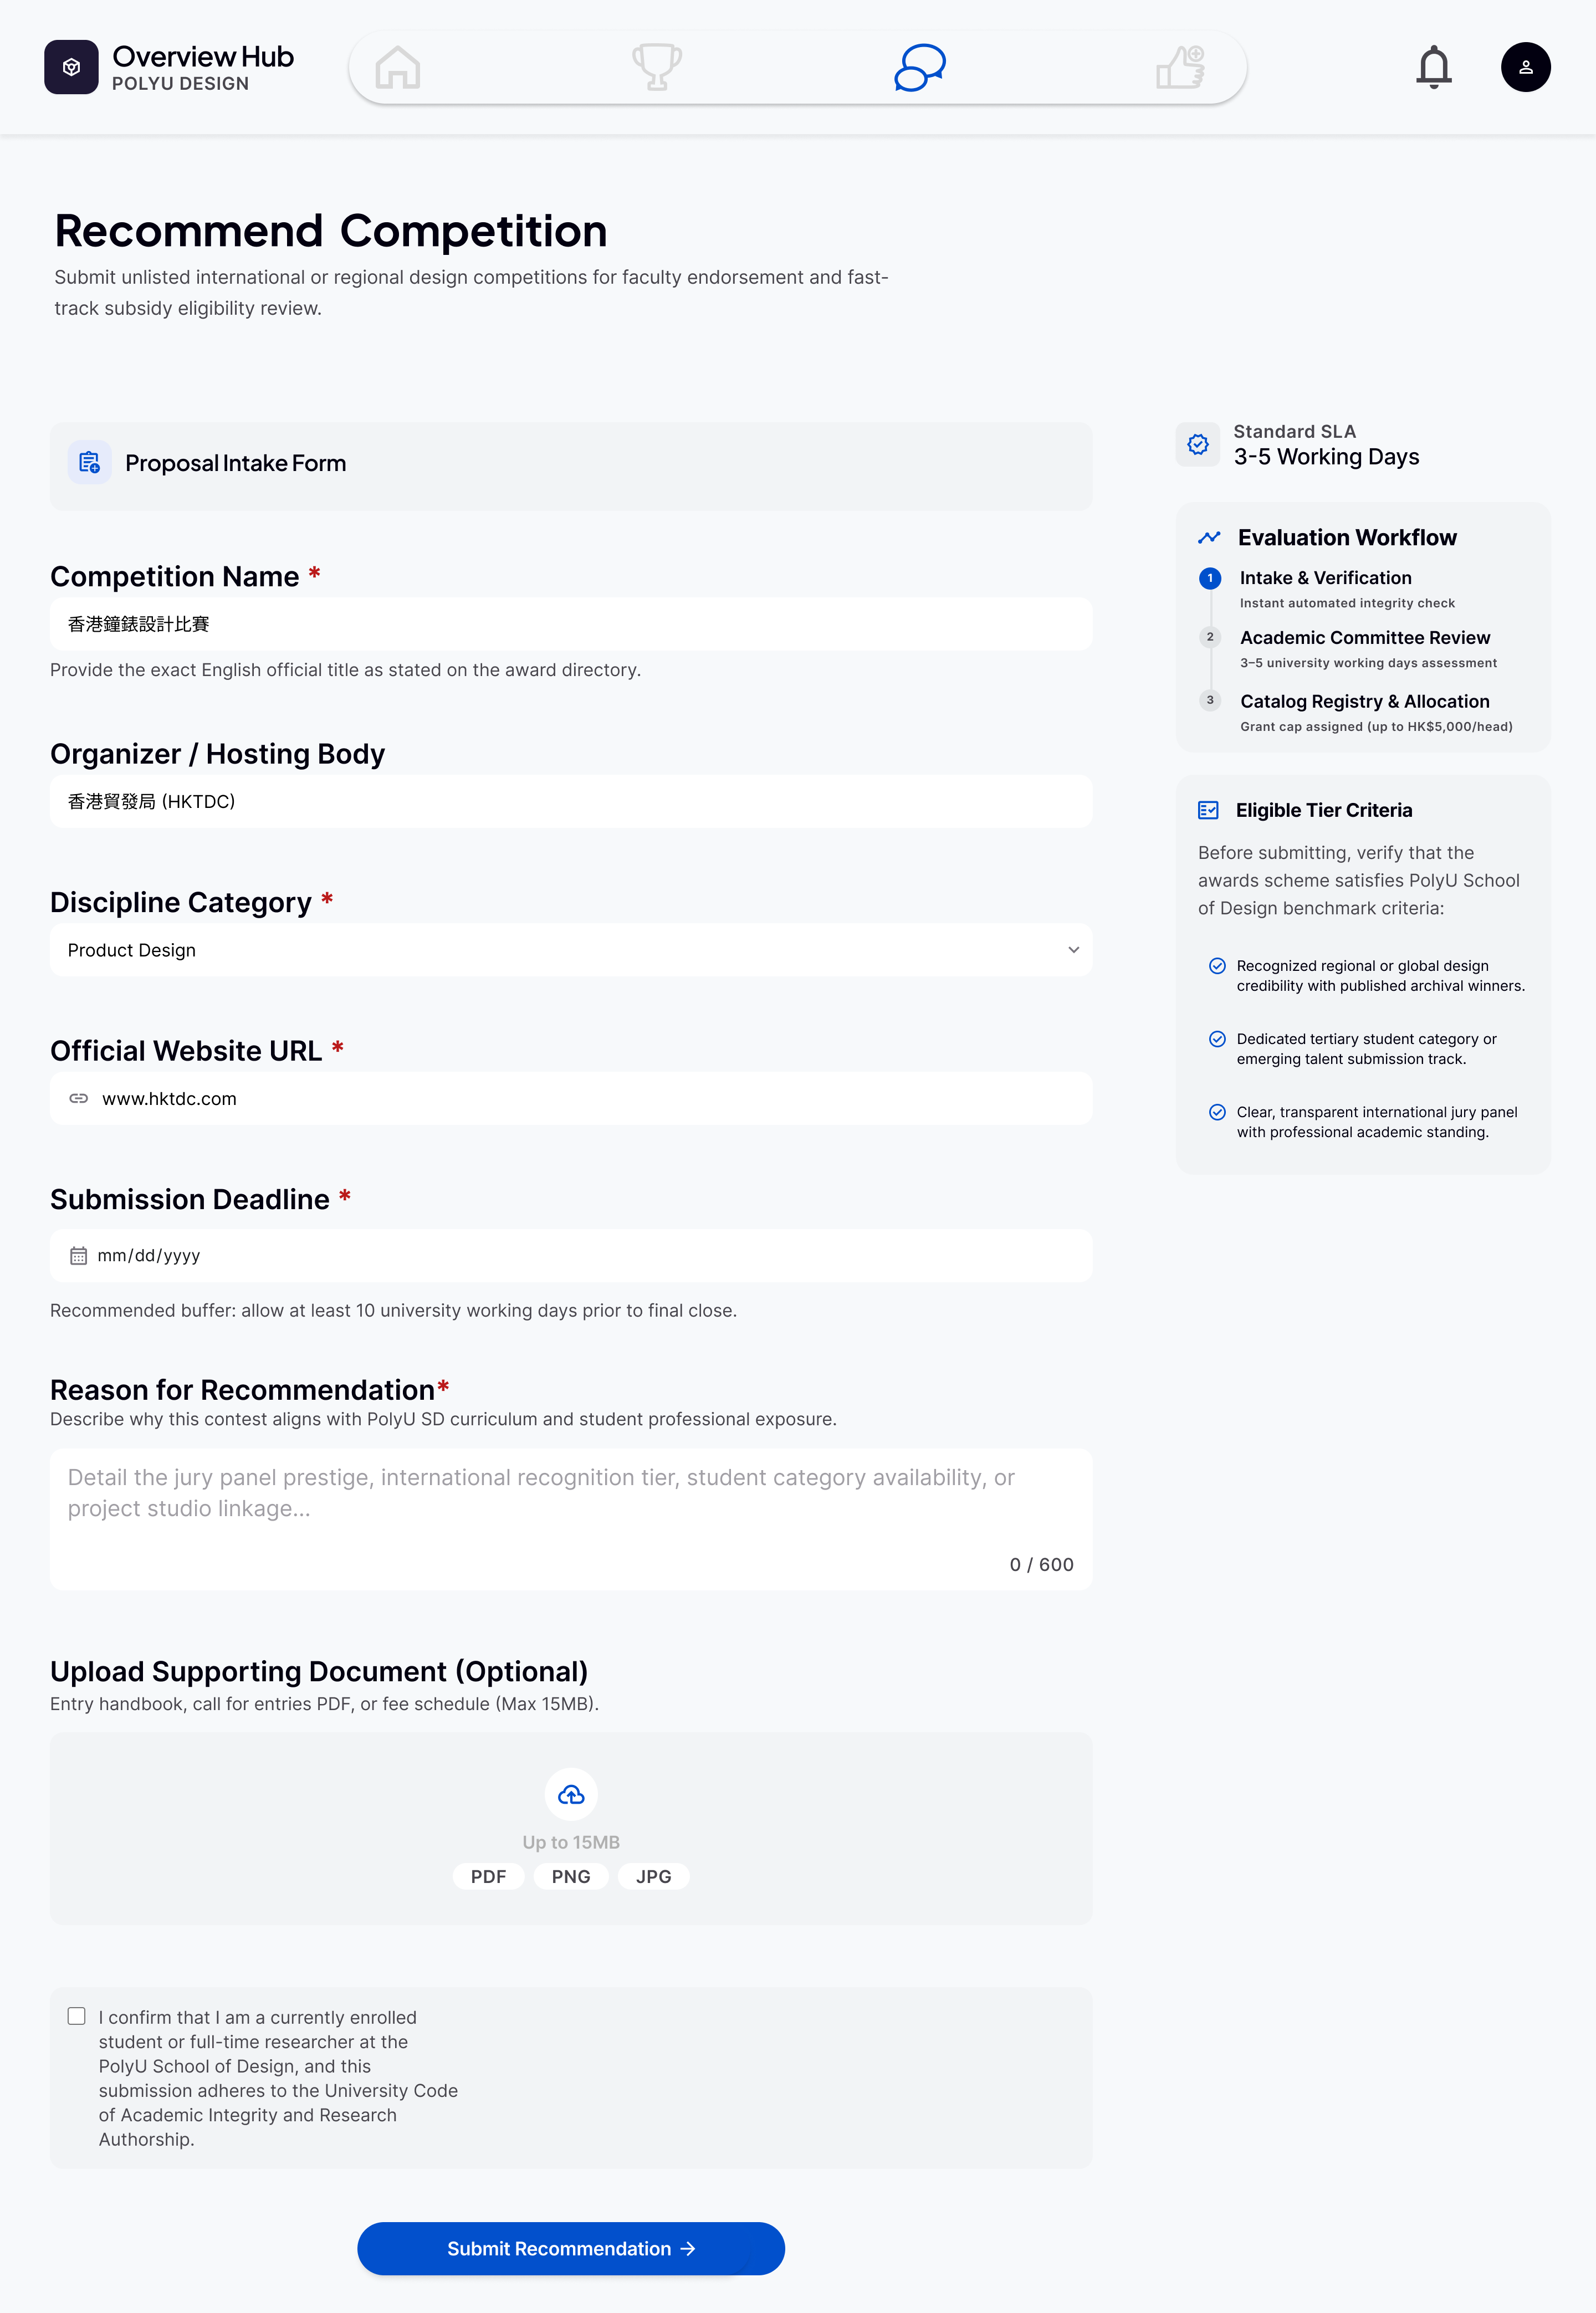 Overview Hub
POLYU DESIGN
Recommend Competition
Submit unlisted international or regional design competitions for faculty endorsement and fast-
track subsidy eligibility review.
Proposal Intake Form
Competition Name *
香港鐘錶設計比賽
Provide the exact English official title as stated on the award directory.
Organizer / Hosting Body
香港貿發局 (HKTDC)
Discipline Category *
Product Design
Official Website URL *
www.hktdc.com
Submission Deadline *
mm/dd/yyyy
Recommended buffer: allow at least 10 university working days prior to final close.
Reason for Recommendation*
Describe why this contest aligns with PolyU SD curriculum and student professional exposure.
Detail the jury panel prestige, international recognition tier, student category availability, or
project studio linkage...
0 / 600
Upload Supporting Document (Optional)
Entry handbook, call for entries PDF, or fee schedule (Max 15MB).
Up to 15MB
PDF PNG JPG
I confirm that I am a currently enrolled
student or full-time researcher at the
PolyU School of Design, and this
submission adheres to the University Code
of Academic Integrity and Research
Authorship.
Submit Recommendation →
Standard SLA
3-5 Working Days
Evaluation Workflow
1 Intake & Verification
Instant automated integrity check
2 Academic Committee Review
3–5 university working days assessment
3 Catalog Registry & Allocation
Grant cap assigned (up to HK$5,000/head)
Eligible Tier Criteria
Before submitting, verify that the
awards scheme satisfies PolyU School
of Design benchmark criteria:
Recognized regional or global design
credibility with published archival winners.
Dedicated tertiary student category or
emerging talent submission track.
Clear, transparent international jury panel
with professional academic standing.